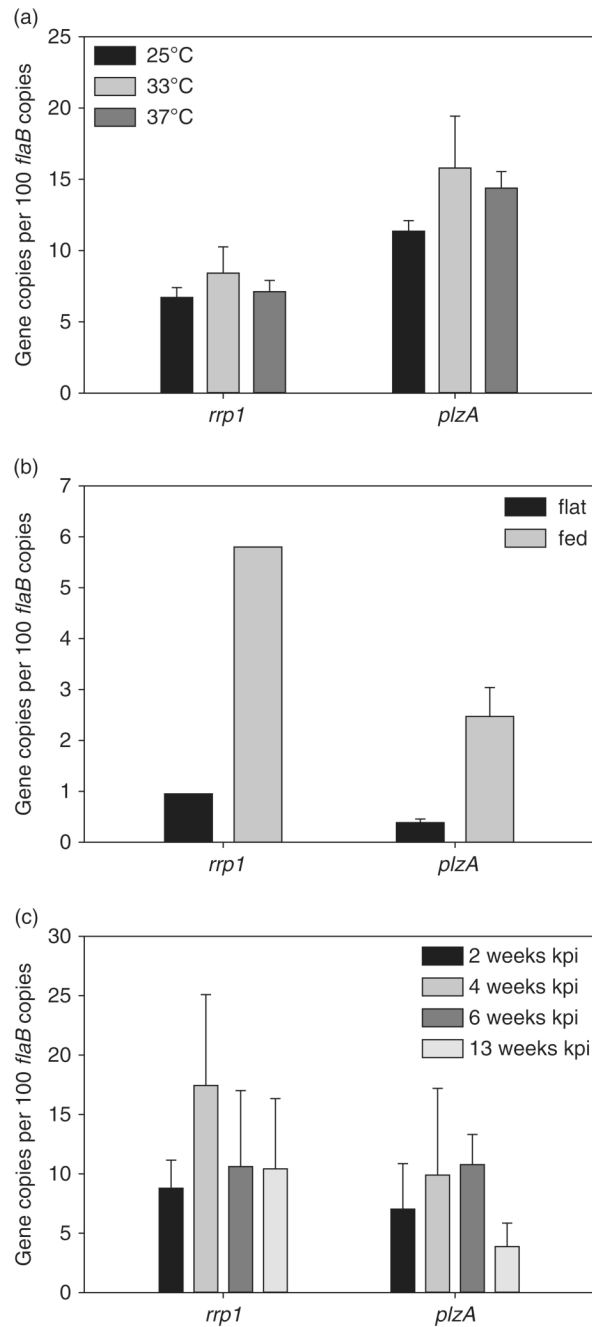 (a)
25
20
15
10
5
0
Gene copies per 100 flaB copies
25°C
33°C
37°C
rrp1 plzA
(b)
7
6
5
4
3
2
1
0
Gene copies per 100 flaB copies
flat
fed
rrp1 plzA
(c)
30
25
20
15
10
5
0
Gene copies per 100 flaB copies
2 weeks kpi
4 weeks kpi
6 weeks kpi
13 weeks kpi
rrp1 plzA